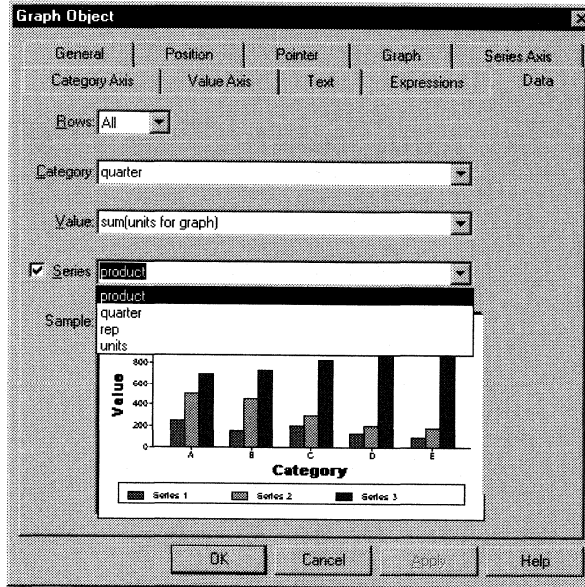 Graph Object
General Position Pointer Graph Series Axis
Category Axis Value Axis Text Expressions Data
Rows: All
Category: quarter
Value: sum(units for graph)
Series product
product
quarter
rep
units
Sample:
800
600
400
200
0
Value
A B C D E
Category
Series 1 Series 2 Series 3
OK Cancel Apply Help